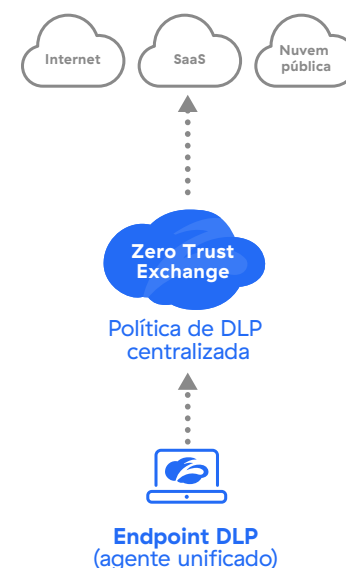 Internet
SaaS
Nuvem
pública
Zero Trust
Exchange
Política de DLP
centralizada
Endpoint DLP
(agente unificado)